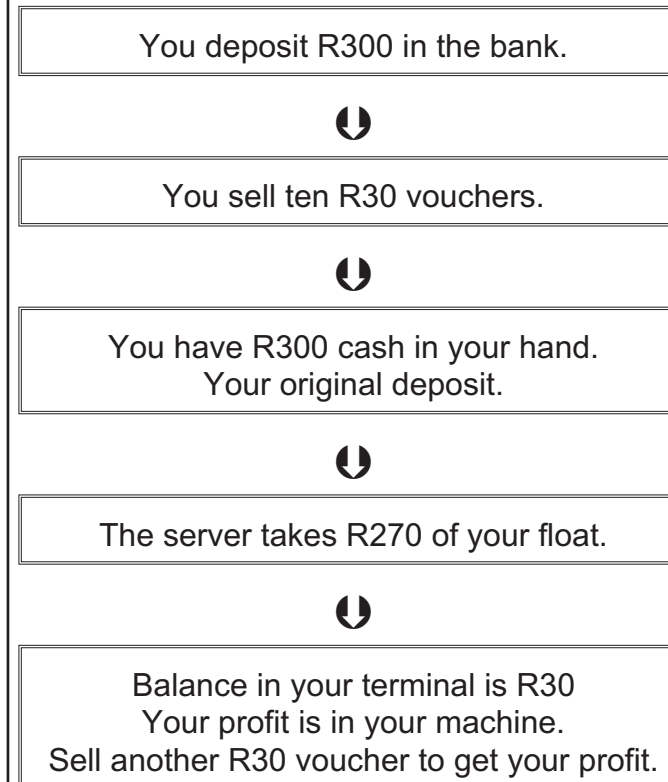 You deposit R300 in the bank.
You sell ten R30 vouchers.
You have R300 cash in your hand.
Your original deposit.
The server takes R270 of your float.
Balance in your terminal is R30
Your profit is in your machine.
Sell another R30 voucher to get your profit.